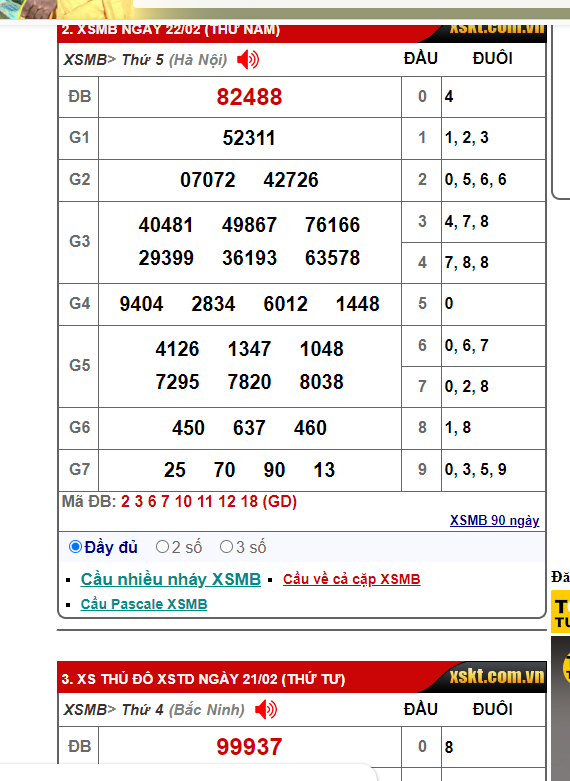 2. XSMB NGÀY 22/02 (THỨ NĂM) xskt.com.vn
XSMB> Thứ 5 (Hà Nội) ĐẦU ĐUÔI
ĐB 82488 0 4
G1 52311 1 1, 2, 3
G2 07072 42726 2 0, 5, 6, 6
G3 40481 49867 76166 3 4, 7, 8
29399 36193 63578 4 7, 8, 8
G4 9404 2834 6012 1448 5 0
G5 4126 1347 1048 6 0, 6, 7
7295 7820 8038 7 0, 2, 8
G6 450 637 460 8 1, 8
G7 25 70 90 13 9 0, 3, 5, 9
Mã ĐB: 2 3 6 7 10 11 12 18 (GD)
XSMB 90 ngày
Đầy đủ 2 số 3 số
Cầu nhiều nháy XSMB Cầu về cả cặp XSMB
Cầu Pascale XSMB
Đă
TU
3. XS THỦ ĐÔ XSTD NGÀY 21/02 (THỨ TƯ) xskt.com.vn
XSMB> Thứ 4 (Bắc Ninh) ĐẦU ĐUÔI
ĐB 99937 0 8